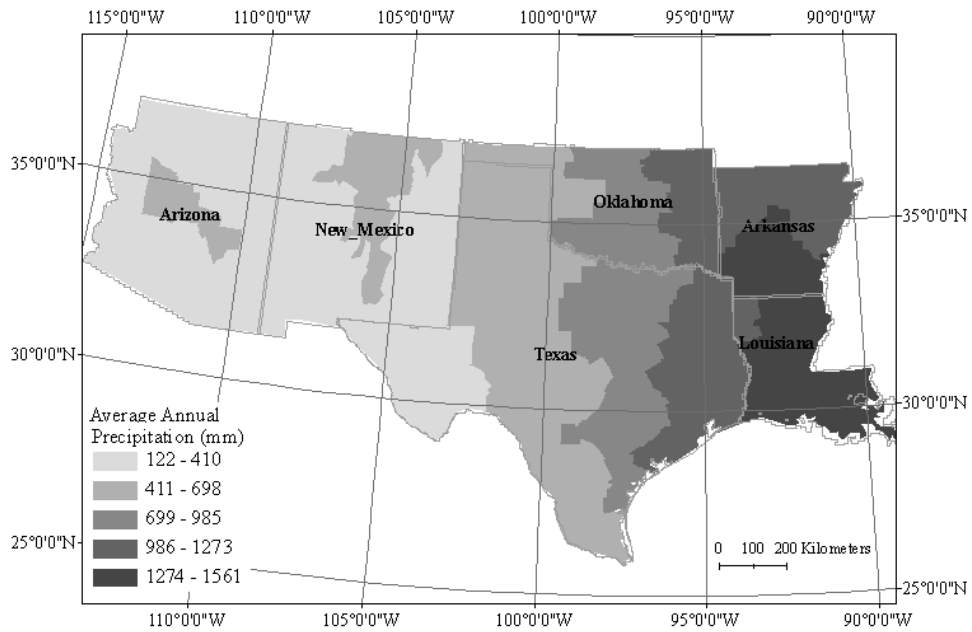 115°0'0"W 110°0'0"W 105°0'0"W 100°0'0"W 95°0'0"W 90°0'0"W
35°0'0"N
35°0'0"N
30°0'0"N
30°0'0"N
25°0'0"N
25°0'0"N
Arizona
New_Mexico
Oklahoma
Arkansas
Texas
Louisiana
Average Annual
Precipitation (mm)
122 - 410
411 - 698
699 - 985
986 - 1273
1274 - 1561
0 100 200 Kilometers
110°0'0"W 105°0'0"W 100°0'0"W 95°0'0"W 90°0'0"W